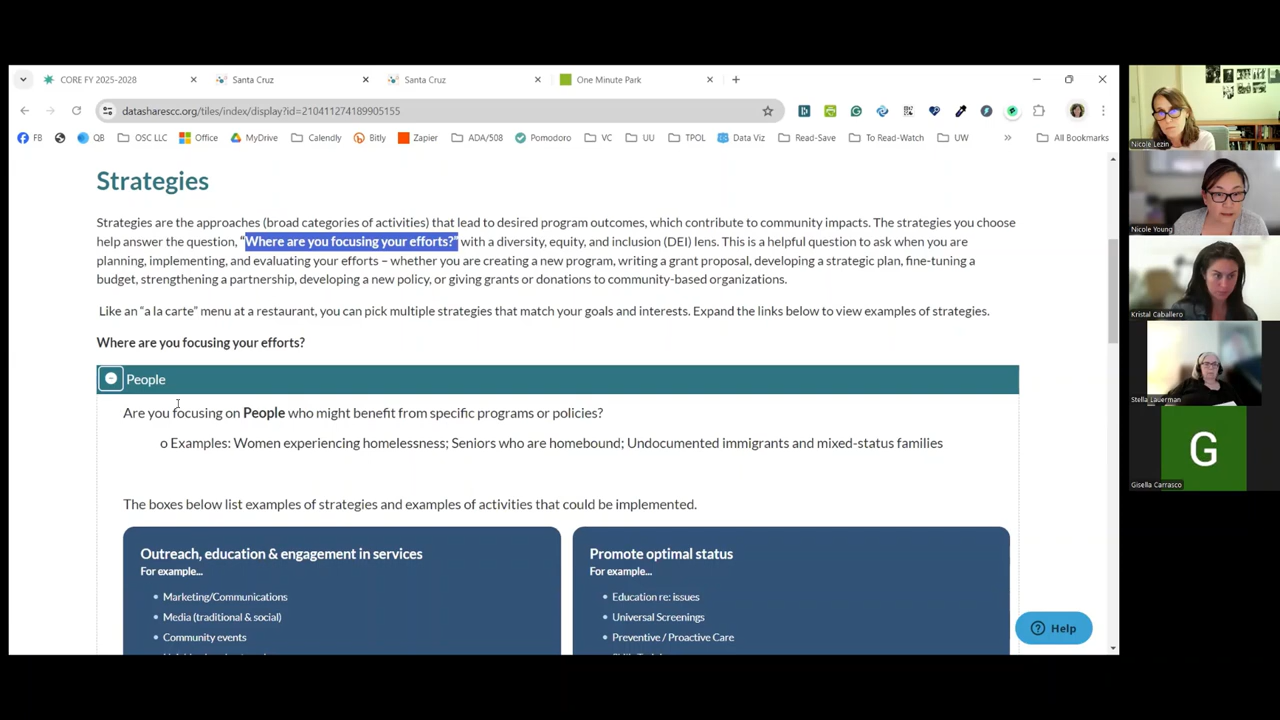 CORE FY 2025-2028
Santa Cruz
Santa Cruz
One Minute Park
datasharescc.org/tiles/index/display?id=210411274189905155
FB
QB
OSC LLC
Office
MyDrive
Calendly
Bitly
Zapier
ADA/508
Pomodoro
VC
UU
TPOL
Data Viz
Read-Save
To Read-Watch
UW
»
All Bookmarks
Strategies
Strategies are the approaches (broad categories of activities) that lead to desired program outcomes, which contribute to community impacts. The strategies you choose
help answer the question, “Where are you focusing your efforts?” with a diversity, equity, and inclusion (DEI) lens. This is a helpful question to ask when you are
planning, implementing, and evaluating your efforts – whether you are creating a new program, writing a grant proposal, developing a strategic plan, fine-tuning a
budget, strengthening a partnership, developing a new policy, or giving grants or donations to community-based organizations.
Like an “a la carte” menu at a restaurant, you can pick multiple strategies that match your goals and interests. Expand the links below to view examples of strategies.
Where are you focusing your efforts?
People
Are you focusing on People who might benefit from specific programs or policies?
o Examples: Women experiencing homelessness; Seniors who are homebound; Undocumented immigrants and mixed-status families
The boxes below list examples of strategies and examples of activities that could be implemented.
Outreach, education & engagement in services
For example...
• Marketing/Communications
• Media (traditional & social)
• Community events
Promote optimal status
For example...
• Education re: issues
• Universal Screenings
• Preventive / Proactive Care
Help
Nicole Lezin
Nicole Young
Kristal Caballero
Stella Lauerman
G
Gisella Carrasco